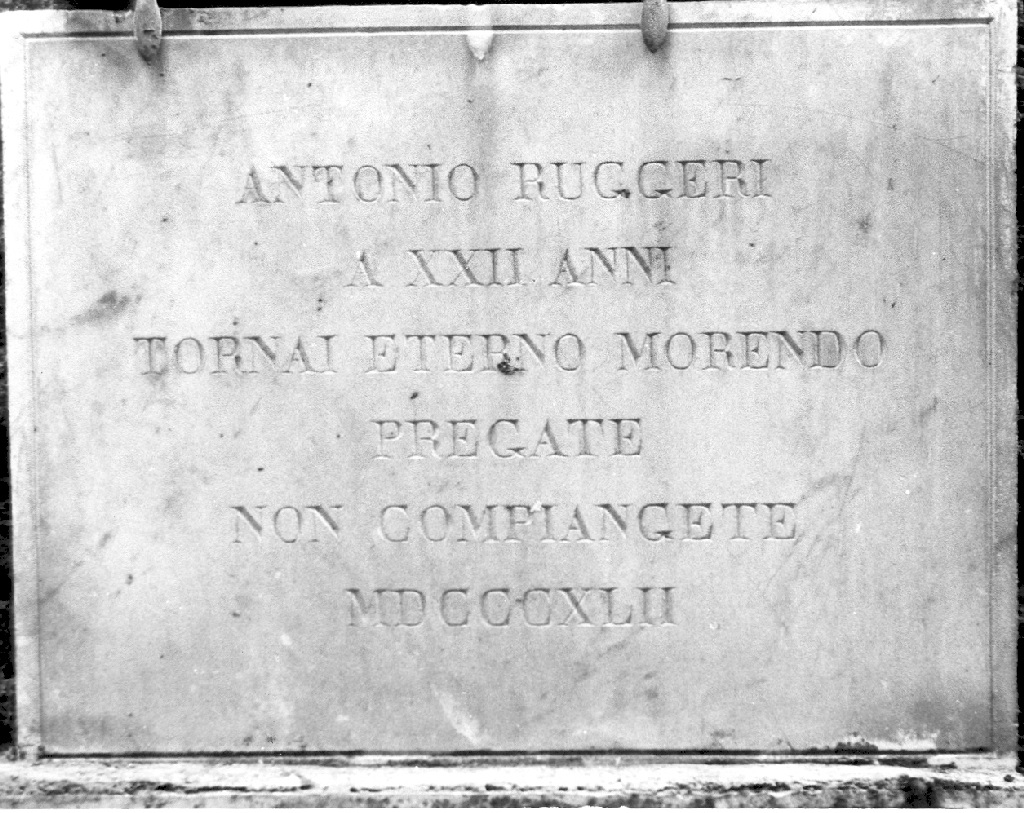 ANTONIO RUGGERI
A XXII ANNI
TORNAI ETERNO MORENDO
PREGATE
NON COMPIANGETE
MDCCCXLII